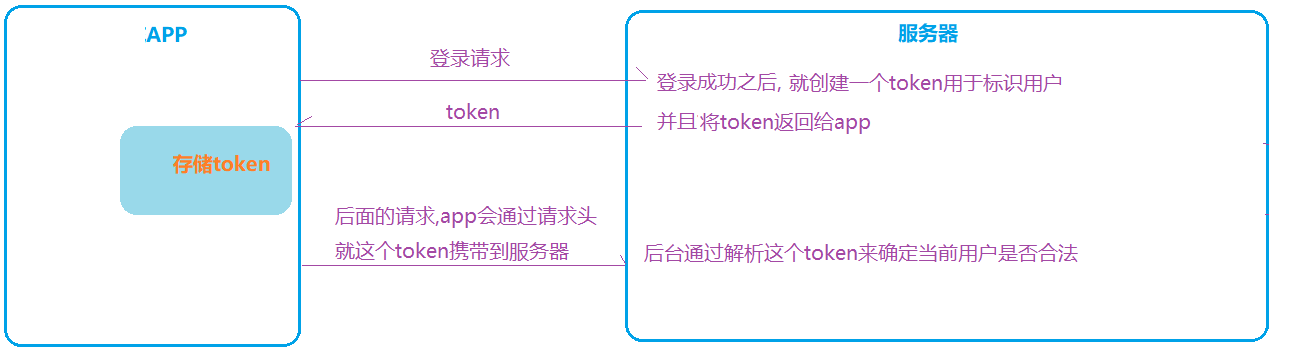 APP
服务器
登录请求
登录成功之后, 就创建一个token用于标识用户
token
并且将token返回给app
存储token
后面的请求,app会通过请求头
就这个token携带到服务器
后台通过解析这个token来确定当前用户是否合法